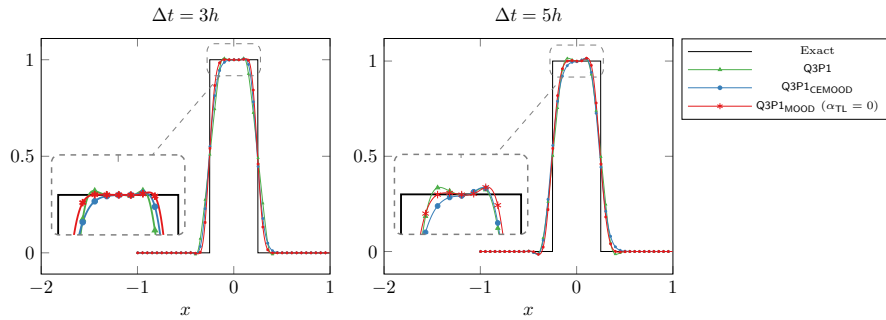 Δt = 3h
Δt = 5h
1
0.5
0
−2
−1
0
1
x
1
0.5
0
−2
−1
0
1
x
Exact
Q3P1
Q3P1CEMOOD
Q3P1MOOD (αTL = 0)